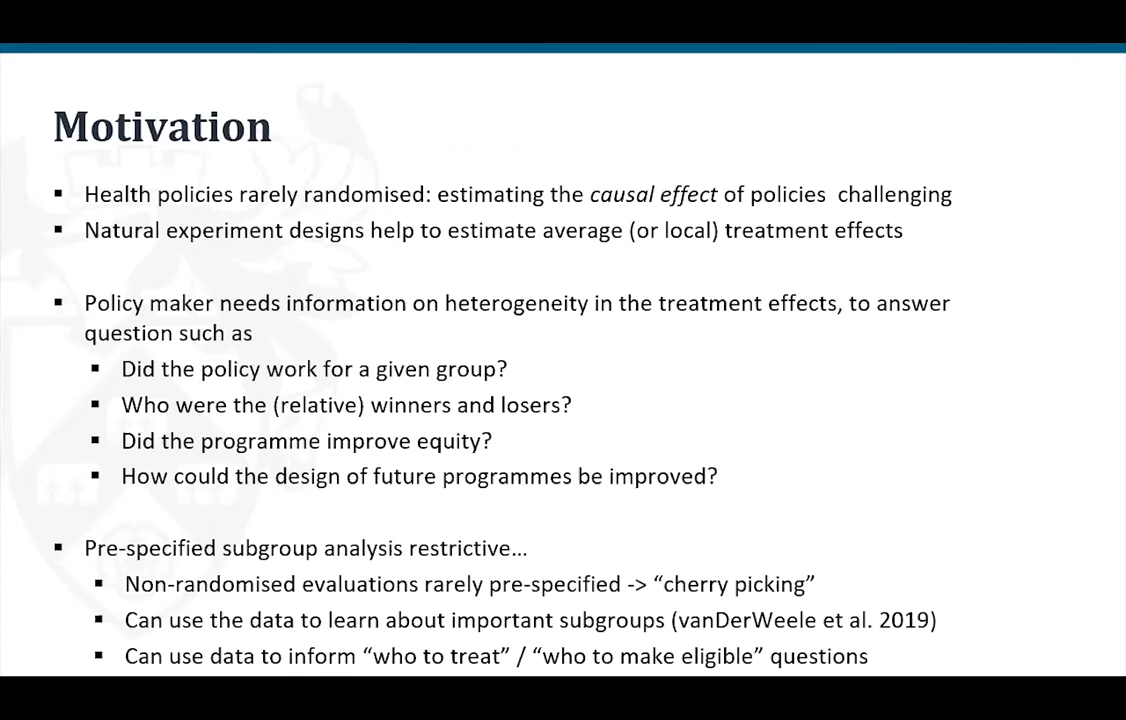 Motivation
▪ Health policies rarely randomised: estimating the causal effect of policies  challenging
▪ Natural experiment designs help to estimate average (or local) treatment effects
▪ Policy maker needs information on heterogeneity in the treatment effects, to answer
question such as
▪ Did the policy work for a given group?
▪ Who were the (relative) winners and losers?
▪ Did the programme improve equity?
▪ How could the design of future programmes be improved?
▪ Pre-specified subgroup analysis restrictive…
▪ Non-randomised evaluations rarely pre-specified -> “cherry picking”
▪ Can use the data to learn about important subgroups (vanDerWeele et al. 2019)
▪ Can use data to inform “who to treat” / “who to make eligible” questions